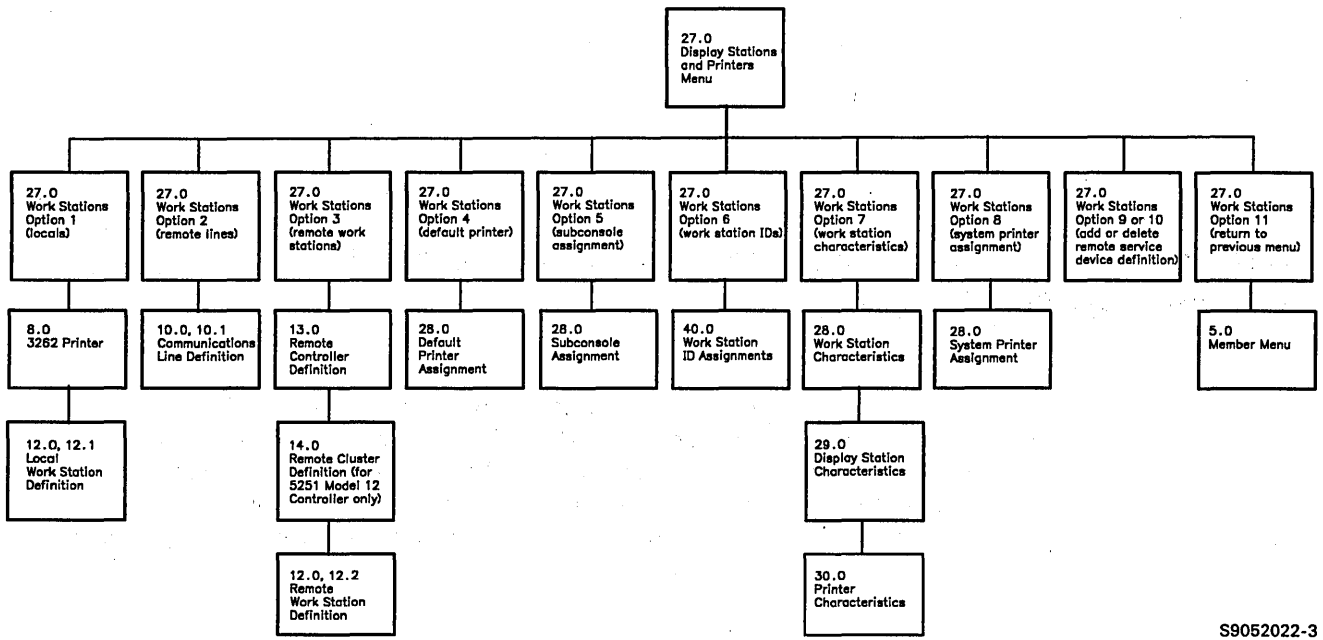 27.0
Display Stations
and Printers
Menu
27.0
Work Stations
Option 1
(locals)
27.0
Work Stations
Option 2
(remote lines)
27.0
Work Stations
Option 3
(remote work
stations)
27.0
Work Stations
Option 4
(default printer)
27.0
Work Stations
Option 5
(subconsole
assignment)
27.0
Work Stations
Option 6
(work station IDs)
27.0
Work Stations
Option 7
(work station
characteristics)
27.0
Work Stations
Option 8
(system printer
assignment)
27.0
Work Stations
Option 9 or 10
(add or delete
remote service
device definition)
27.0
Work Stations
Option 11
(return to
previous menu)
8.0
3262 Printer
10.0, 10.1
Communications
Line Definition
13.0
Remote
Controller
Definition
28.0
Default
Printer
Assignment
28.0
Subconsole
Assignment
40.0
Work Station
ID Assignments
28.0
Work Station
Characteristics
28.0
System Printer
Assignment
5.0
Member Menu
12.0, 12.1
Local
Work Station
Definition
14.0
Remote Cluster
Definition (for
5251 Model 12
Controller only)
29.0
Display Station
Characteristics
12.0, 12.2
Remote
Work Station
Definition
30.0
Printer
Characteristics
S9052022-3